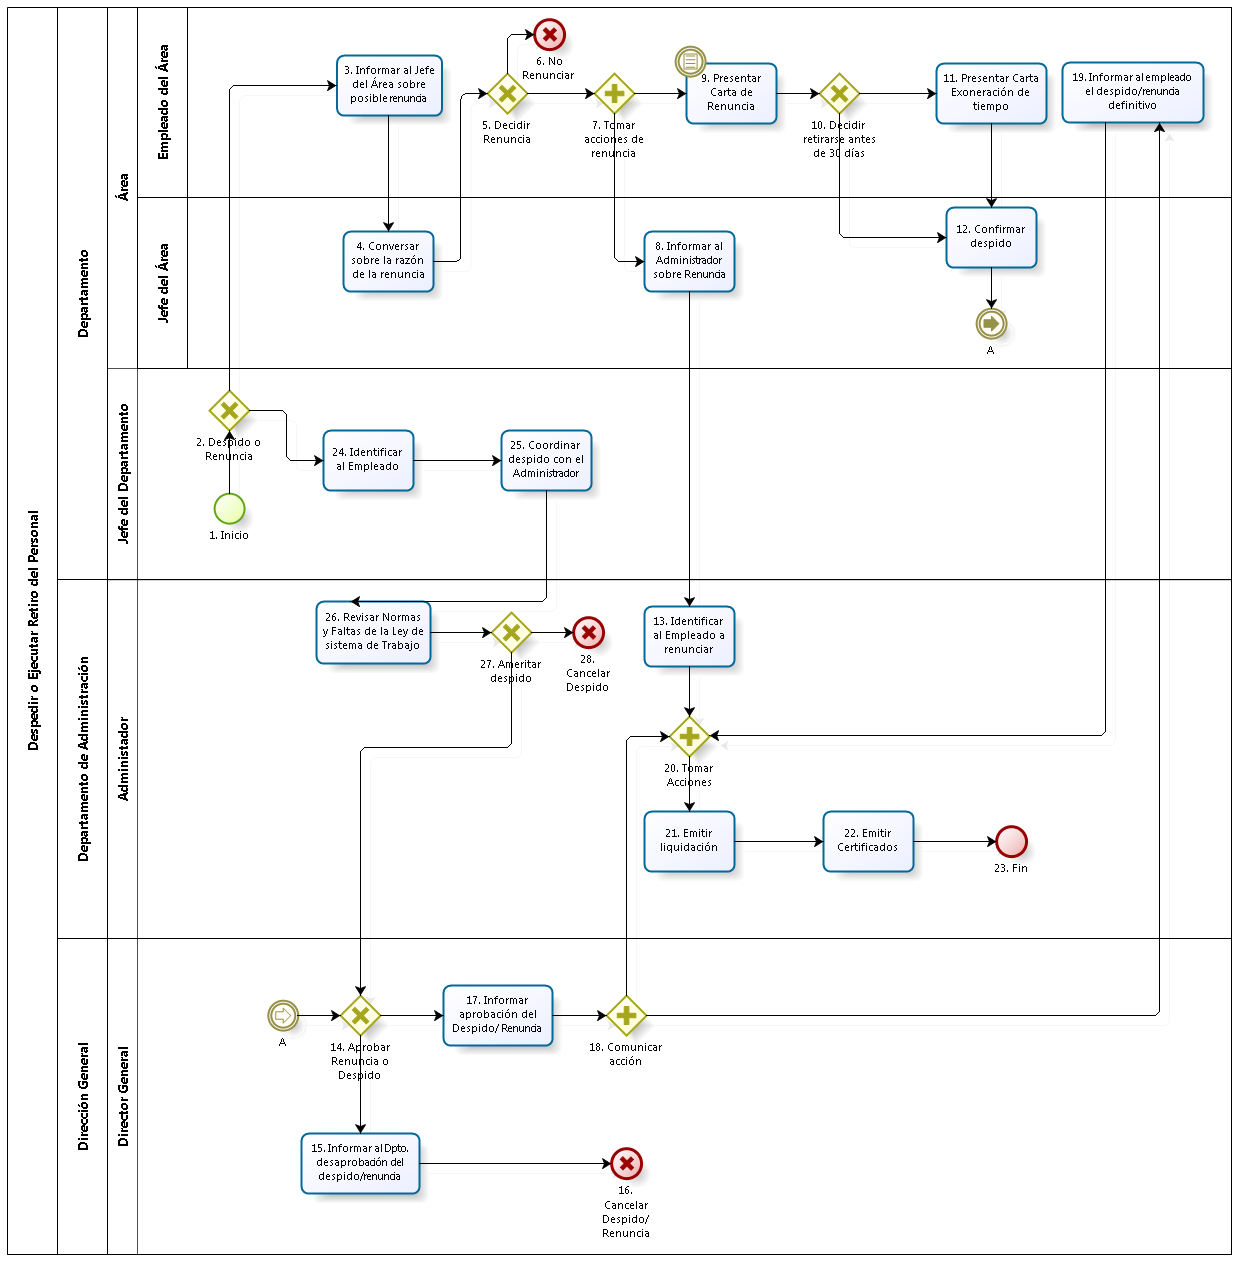 Despedir o Ejecutar Retiro del Personal
Departamento
Área
Empleado del Área
3. Informar al Jefe
del Área sobre
posible renuncia
5. Decidir
Renuncia
6. No
Renunciar
7. Tomar
acciones de
renuncia
9. Presentar
Carta de
Renuncia
10. Decidir
retirarse antes
de 30 días
11. Presentar Carta
Exoneración de
tiempo
19. Informar al empleado
el despido/renuncia
definitivo
Jefe del Área
4. Conversar
sobre la razón
de la renuncia
8. Informar al
Administrador
sobre Renuncia
12. Confirmar
despido
A
Jefe del Departamento
2. Despido o
Renuncia
1. Inicio
24. Identificar
al Empleado
25. Coordinar
despido con el
Administrador
Departamento de Administración
Administador
26. Revisar Normas
y Faltas de la Ley de
sistema de Trabajo
27. Ameritar
despido
28.
Cancelar
Despido
13. Identificar
al Empleado a
renunciar
20. Tomar
Acciones
21. Emitir
liquidación
22. Emitir
Certificados
23. Fin
Dirección General
Director General
A
14. Aprobar
Renuncia o
Despido
17. Informar
aprobación del
Despido/ Renuncia
18. Comunicar
acción
15. Informar al Dpto.
desaprobación del
despido/renuncia
16.
Cancelar
Despido/
Renuncia